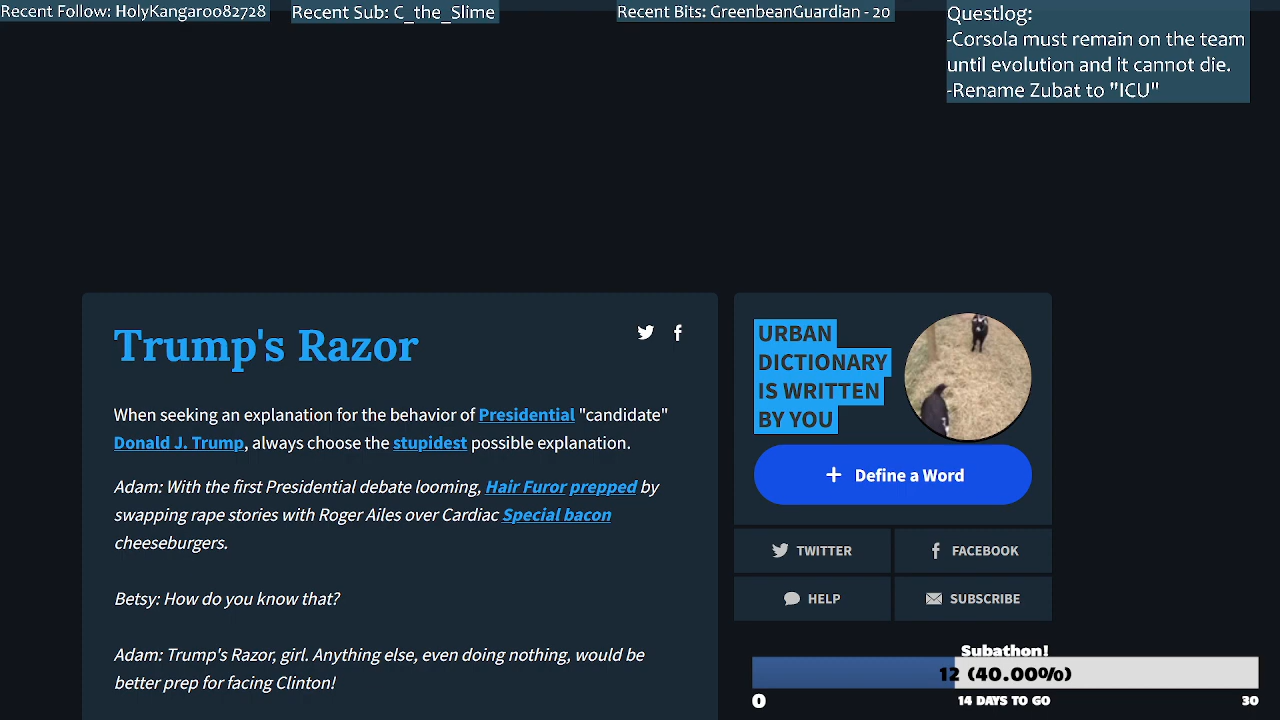 Recent Follow: HolyKangaroo82728
Recent Sub: C_the_Slime
Recent Bits: GreenbeanGuardian - 20
Questlog:
-Corsola must remain on the team
until evolution and it cannot die.
-Rename Zubat to "ICU"
Trump's Razor
When seeking an explanation for the behavior of Presidential "candidate"
Donald J. Trump, always choose the stupidest possible explanation.
Adam: With the first Presidential debate looming, Hair Furor prepped by
swapping rape stories with Roger Ailes over Cardiac Special bacon
cheeseburgers.
Betsy: How do you know that?
Adam: Trump's Razor, girl. Anything else, even doing nothing, would be
better prep for facing Clinton!
URBAN
DICTIONARY
IS WRITTEN
BY YOU
+ Define a Word
TWITTER
FACEBOOK
HELP
SUBSCRIBE
Subathon!
12 (40.00%)
0
14 DAYS TO GO
30